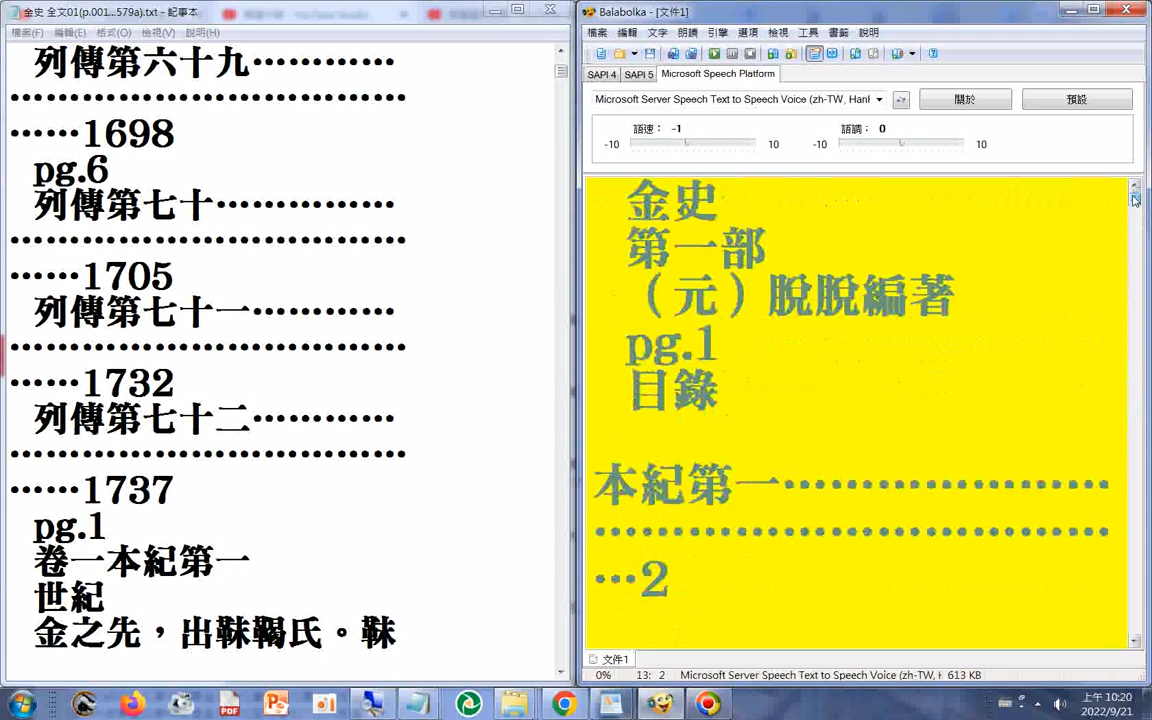 金史 全文01(p.001...579a).txt - 記事本
檔案(F) 編輯(E) 格式(O) 檢視(V) 說明(H)
列傳第六十九…………
………………………………
……1698
pg.6
列傳第七十……………
………………………………
……1705
列傳第七十一…………
………………………………
……1732
列傳第七十二…………
………………………………
……1737
pg.1
卷一本紀第一
世紀
金之先，出靺鞨氏。靺
Balabolka - [文件1]
檔案 編輯 文字 朗讀 引擎 選項 檢視 工具 書籤 說明
SAPI 4 SAPI 5 Microsoft Speech Platform
Microsoft Server Speech Text to Speech Voice (zh-TW, Hanl
關於 預設
語速： -1 語調： 0
-10 10 -10 10
金史
第一部
（元）脫脫編著
pg.1
目錄
本紀第一……………………
………………………………
…2
文件1
0% 13: 2 Microsoft Speech Text to Speech Voice (zh-TW, H 613 KB
上午 10:20
2022/9/21